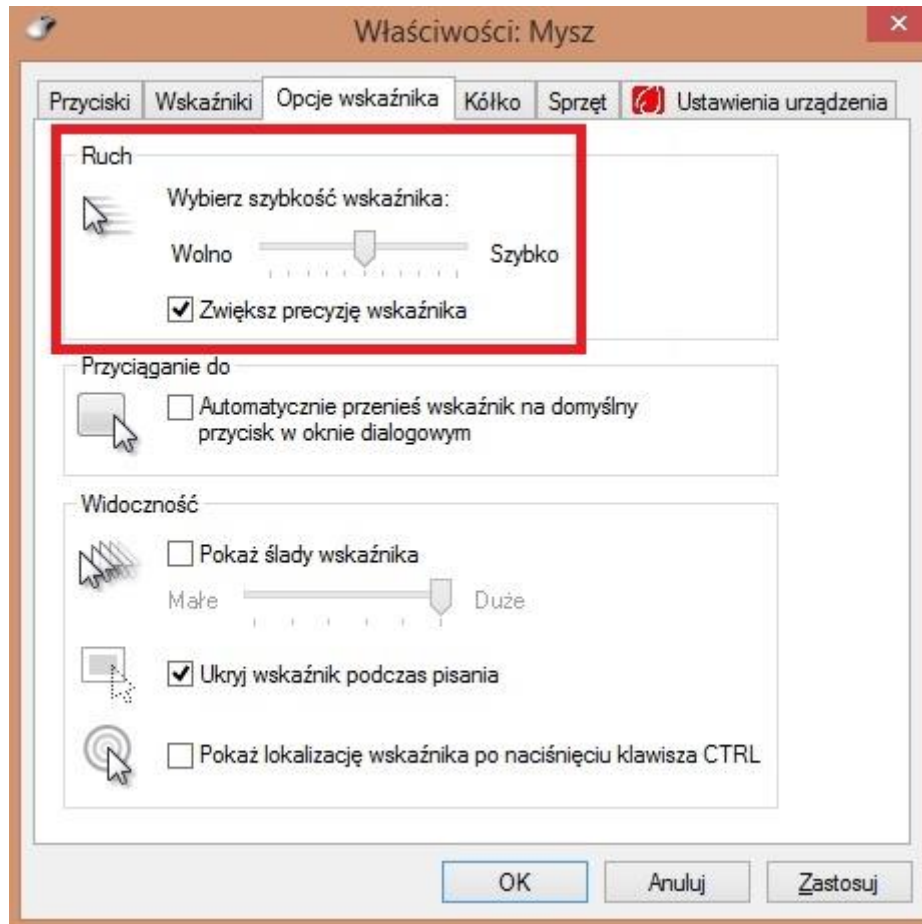 Właściwości: Mysz
Przyciski Wskaźniki Opcje wskaźnika Kółko Sprzęt Ustawienia urządzenia
Ruch
Wybierz szybkość wskaźnika:
Wolno Szybko
Zwiększ precyzję wskaźnika
Przyciąganie do
Automatycznie przenieś wskaźnik na domyślny
przycisk w oknie dialogowym
Widoczność
Pokaż ślady wskaźnika
Małe Duże
Ukryj wskaźnik podczas pisania
Pokaż lokalizację wskaźnika po naciśnięciu klawisza CTRL
OK Anuluj Zastosuj